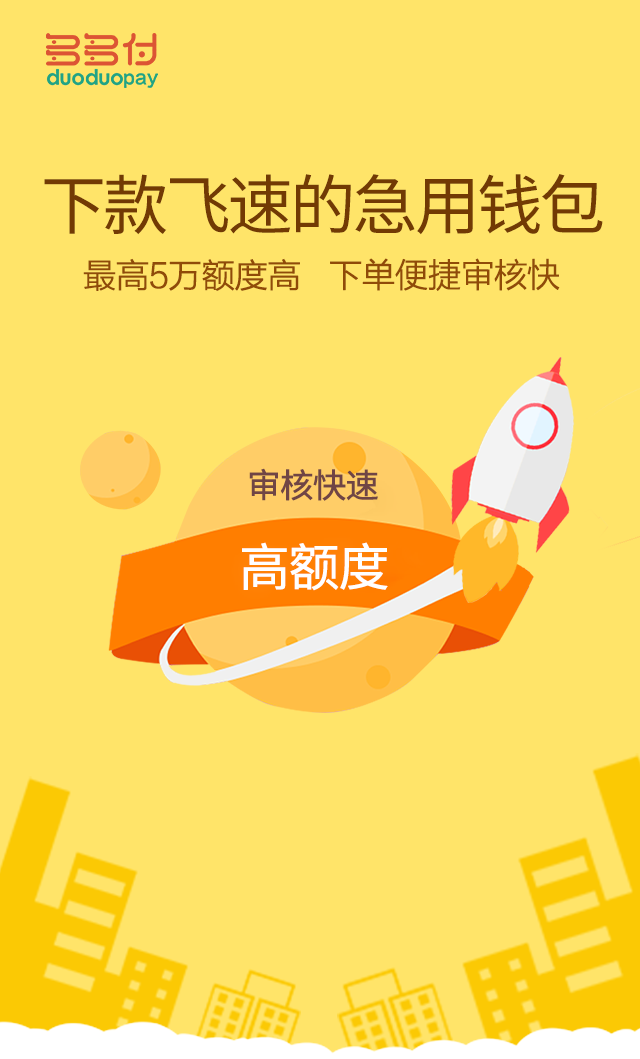 多多付
duoduopay
下款飞速的急用钱包
最高5万额度高 下单便捷审核快
审核快速
高额度